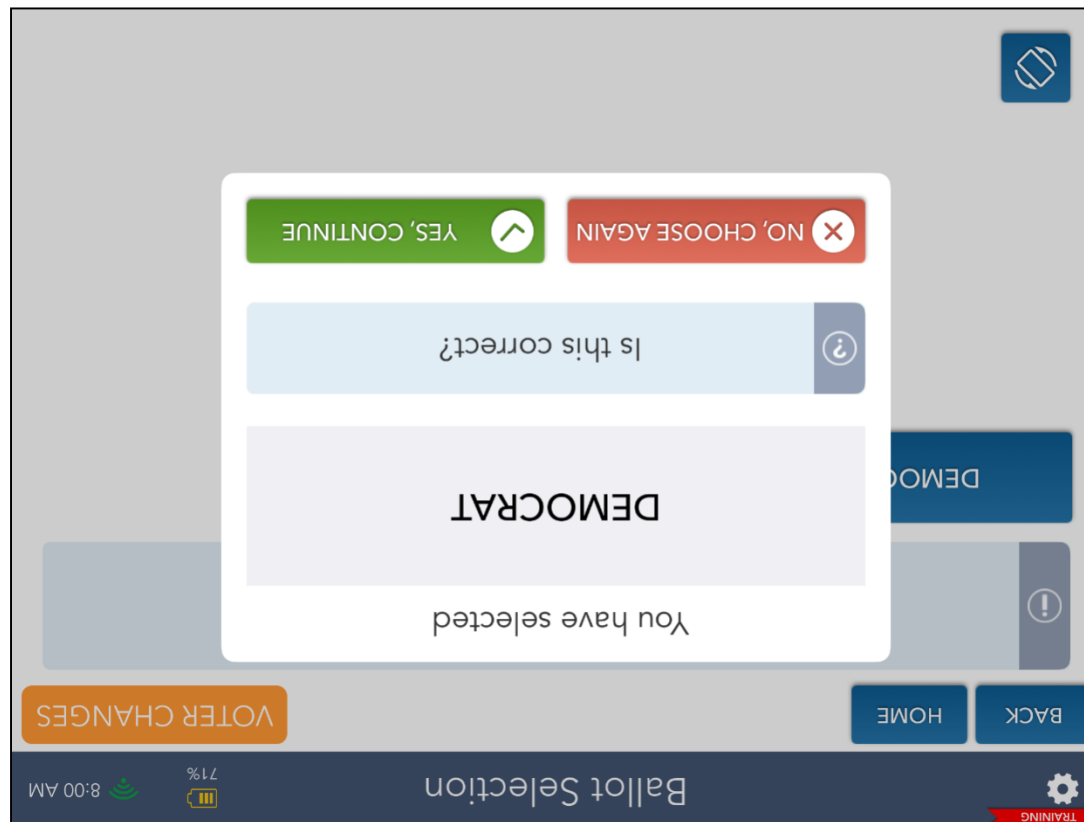 TRAINING
Ballot Selection
71%
8:00 AM
BACK
HOME
VOTER CHANGES
You have selected
DEMOCRAT
DEMOC
Is this correct?
NO, CHOOSE AGAIN
YES, CONTINUE